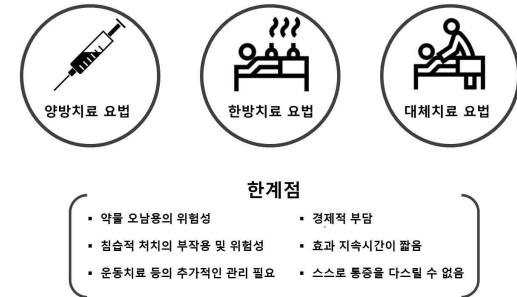 양방치료 요법
한방치료 요법
대체치료 요법
한계점
▪ 약물 오남용의 위험성
▪ 침습적 처치의 부작용 및 위험성
▪ 운동치료 등의 추가적인 관리 필요
▪ 경제적 부담
▪ 효과 지속시간이 짧음
▪ 스스로 통증을 다스릴 수 없음